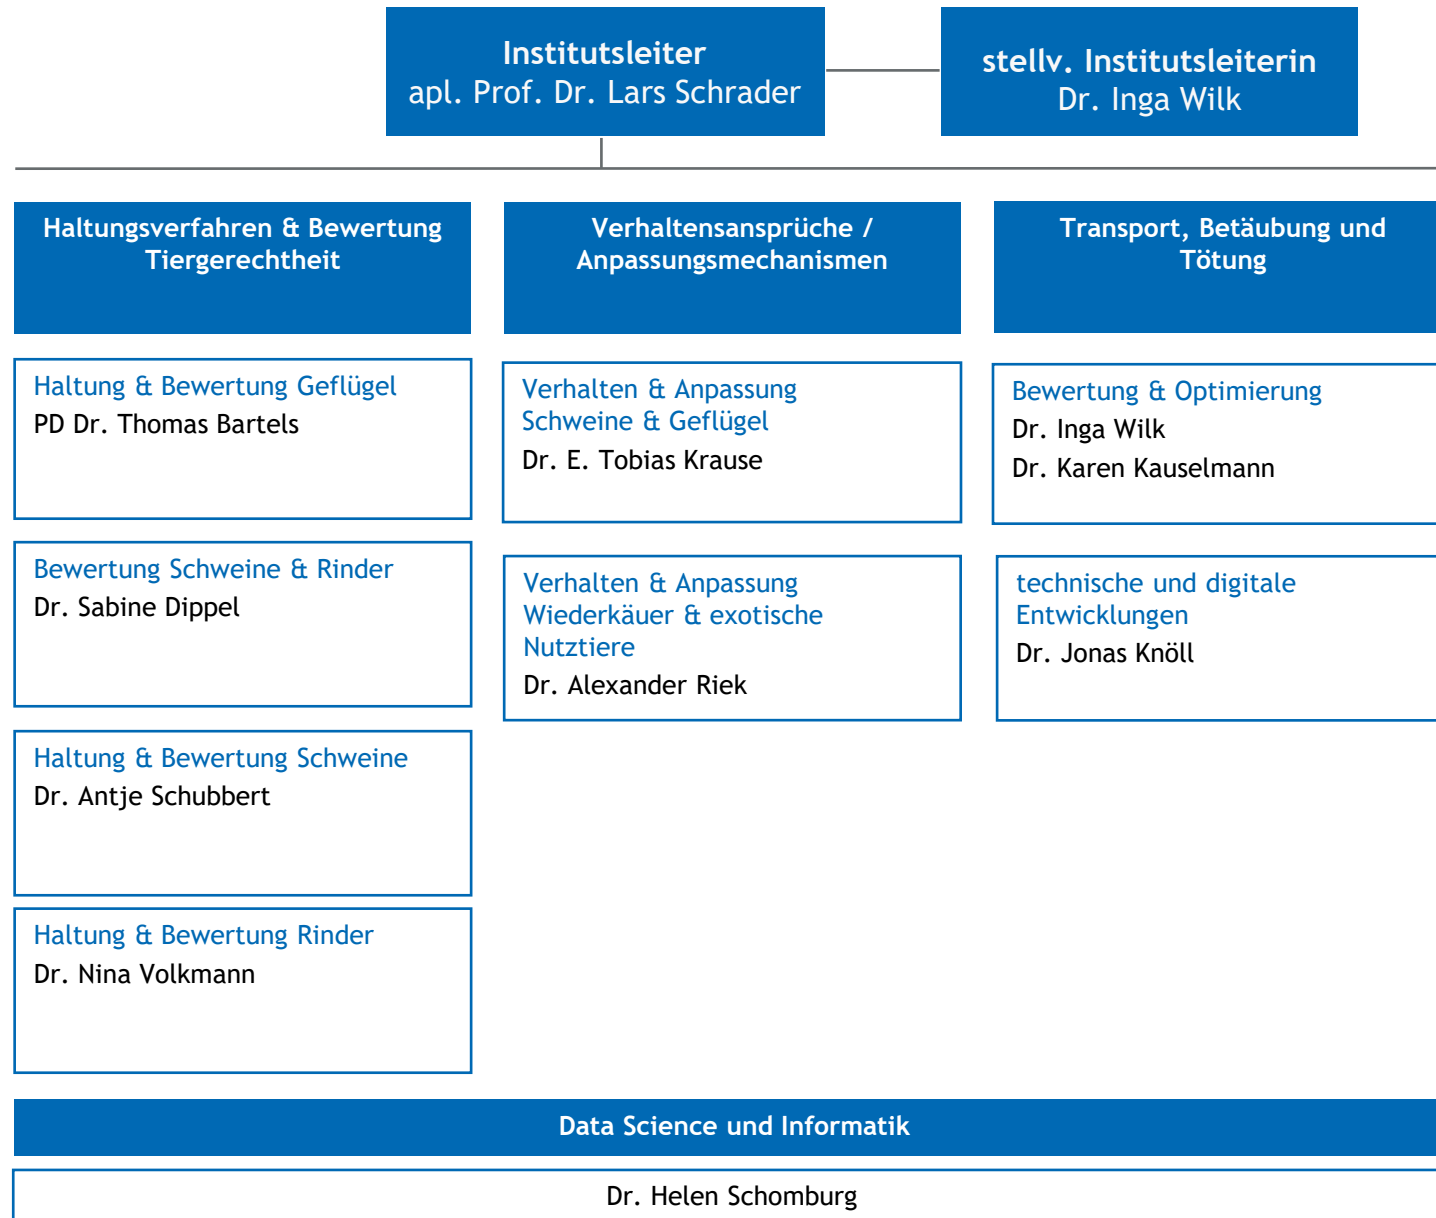 Institutsleiter
apl. Prof. Dr. Lars Schrader
stellv. Institutsleiterin
Dr. Inga Wilk
Haltungsverfahren & Bewertung
Tiergerechtheit
Haltung & Bewertung Geflügel
PD Dr. Thomas Bartels
Bewertung Schweine & Rinder
Dr. Sabine Dippel
Haltung & Bewertung Schweine
Dr. Antje Schubbert
Haltung & Bewertung Rinder
Dr. Nina Volkmann
Verhaltensansprüche /
Anpassungsmechanismen
Verhalten & Anpassung
Schweine & Geflügel
Dr. E. Tobias Krause
Verhalten & Anpassung
Wiederkäuer & exotische
Nutztiere
Dr. Alexander Riek
Transport, Betäubung und
Tötung
Bewertung & Optimierung
Dr. Inga Wilk
Dr. Karen Kauselmann
technische und digitale
Entwicklungen
Dr. Jonas Knöll
Data Science und Informatik
Dr. Helen Schomburg